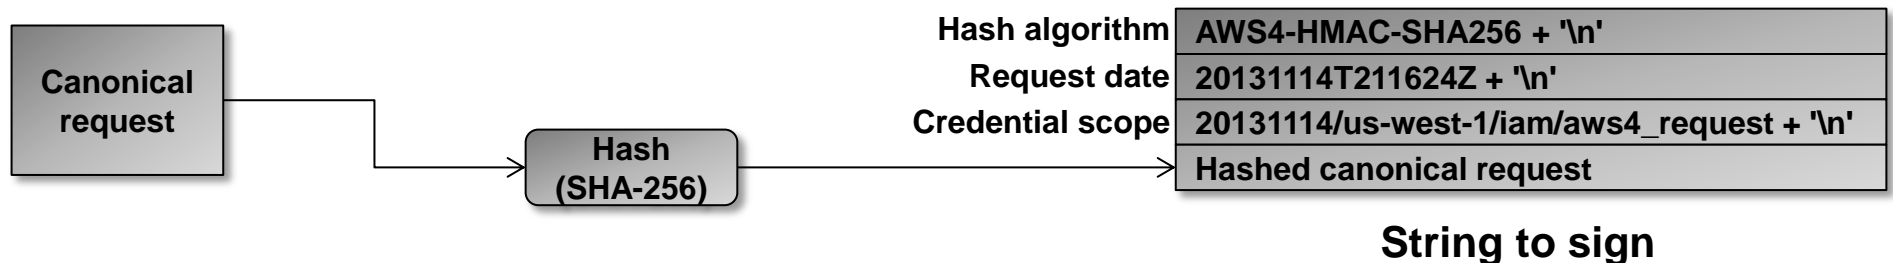 Canonical
request
Hash
(SHA-256)
Hash algorithm
AWS4-HMAC-SHA256 + '\n'
Request date
20131114T211624Z + '\n'
Credential scope
20131114/us-west-1/iam/aws4_request + '\n'
Hashed canonical request
String to sign